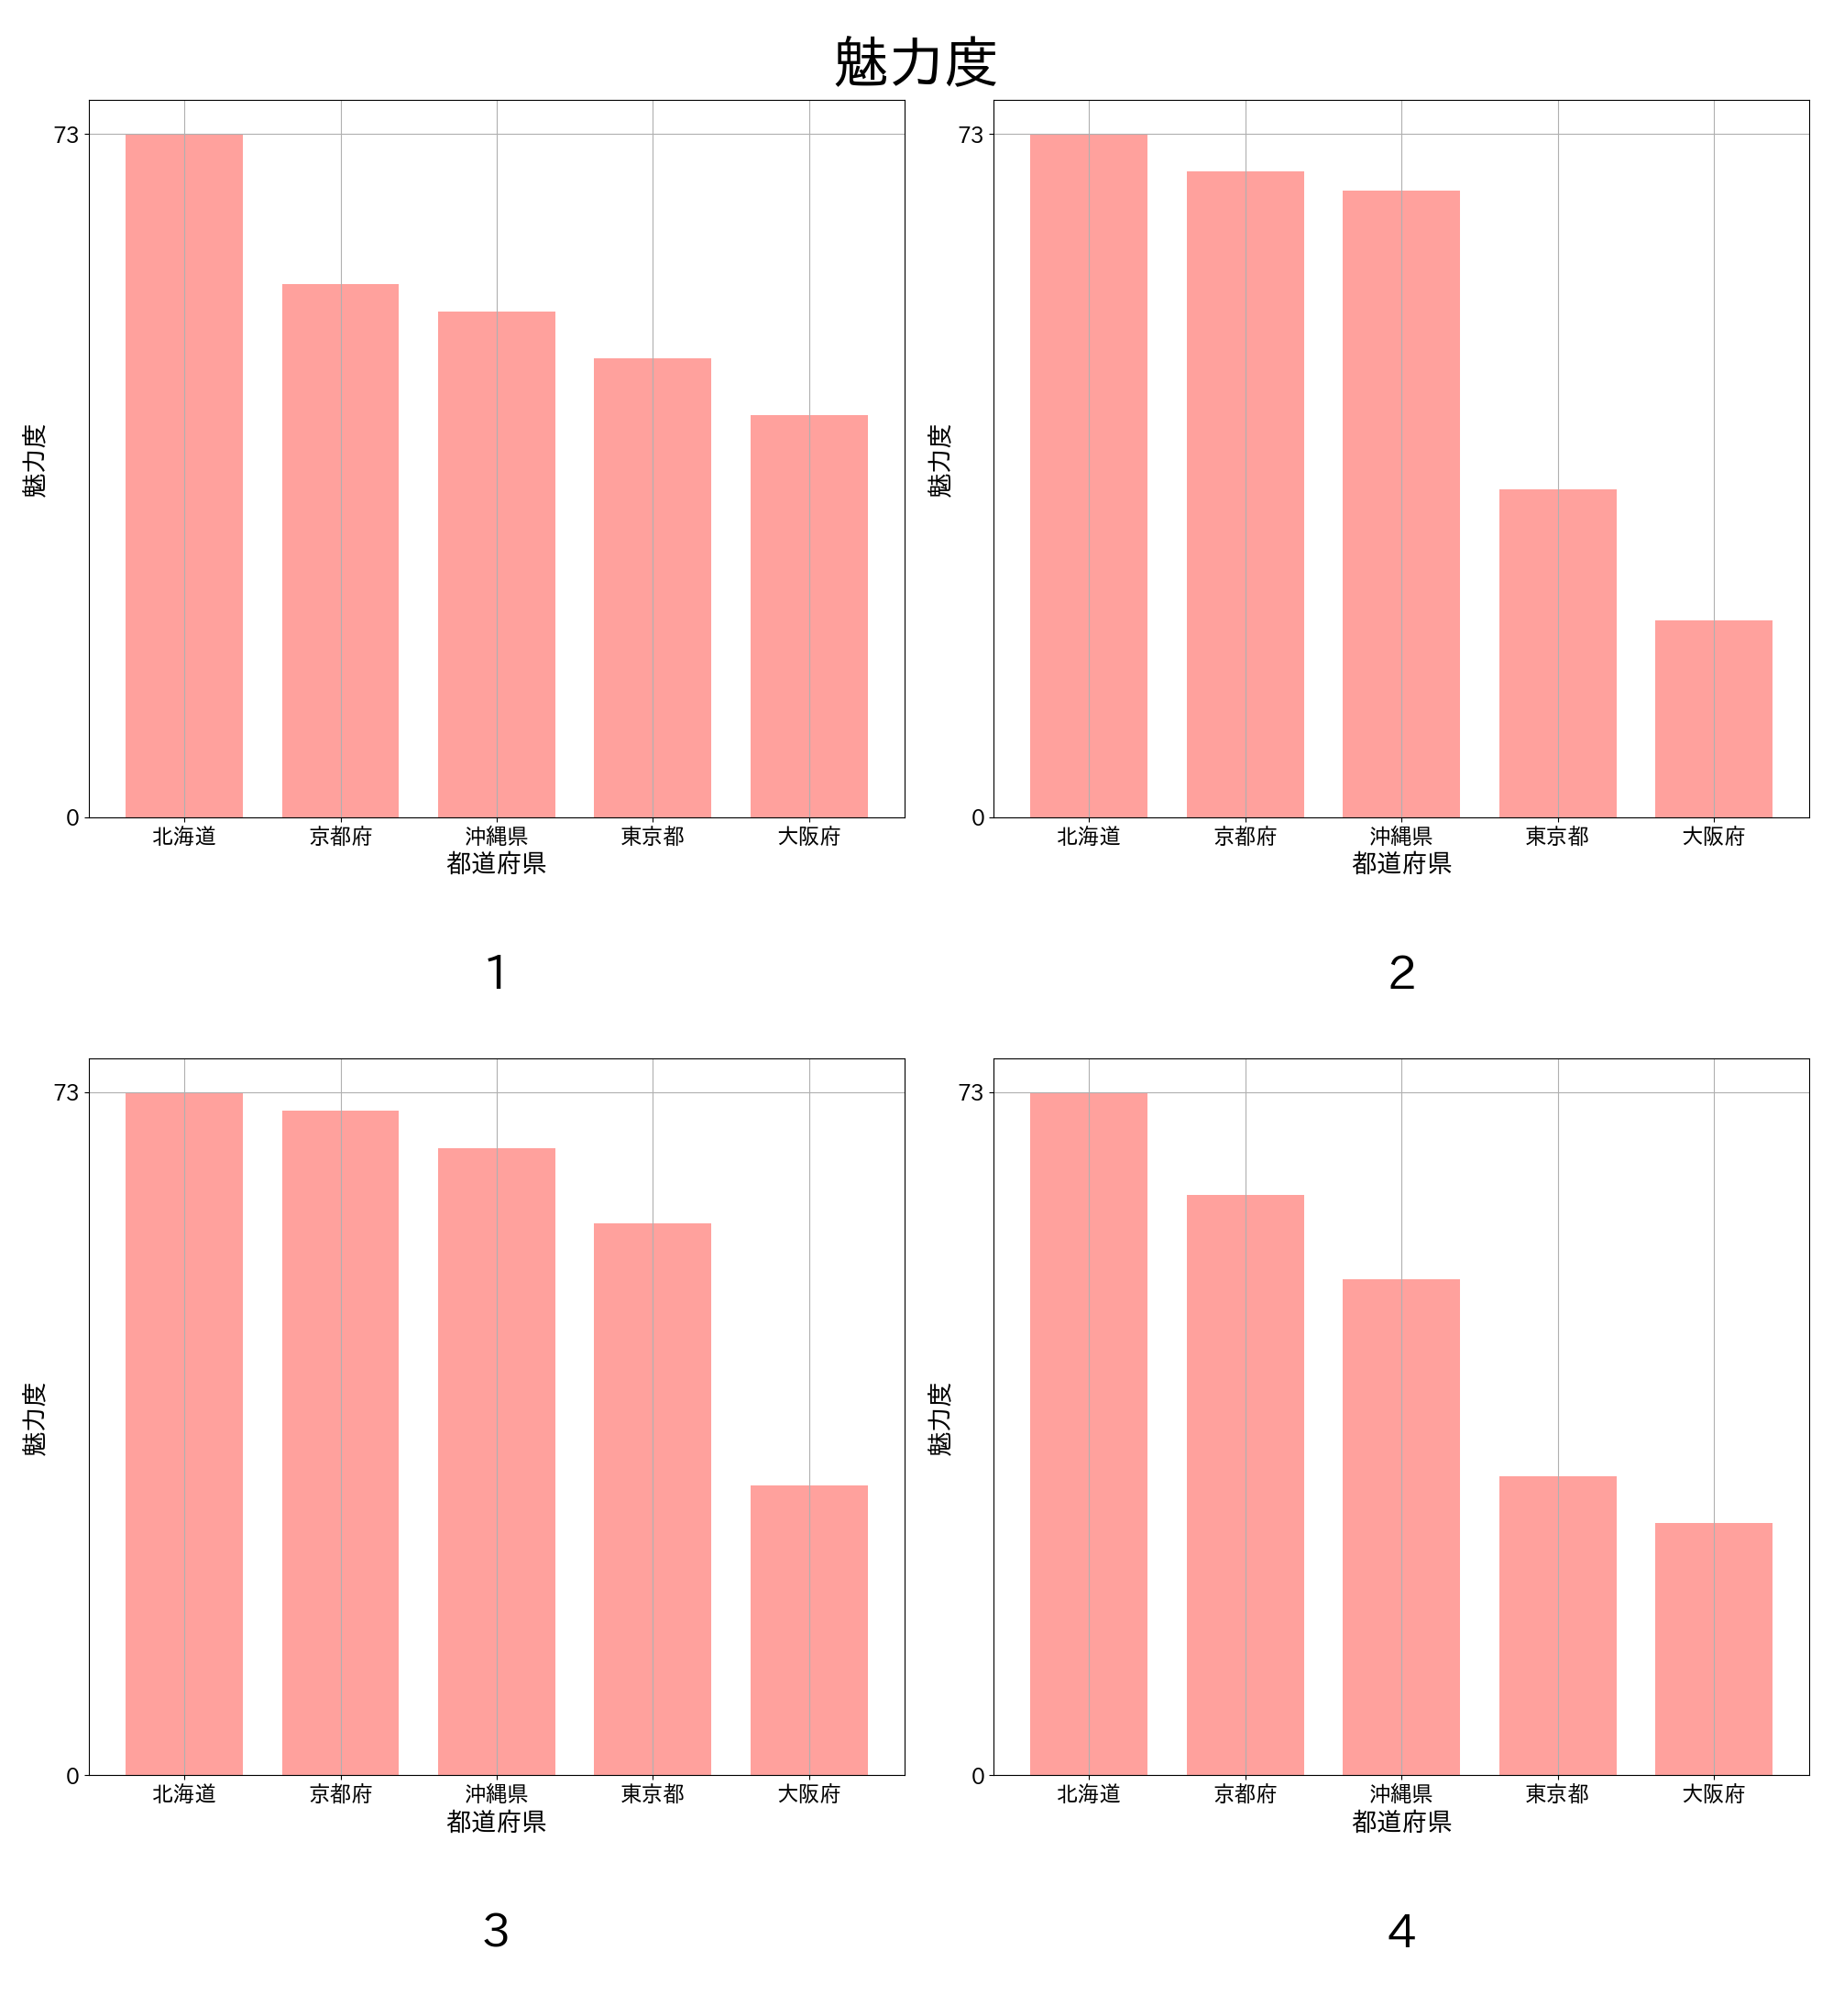 魅力度
73
0
魅力度
北海道 京都府 沖縄県 東京都 大阪府
都道府県
1
73
0
魅力度
北海道 京都府 沖縄県 東京都 大阪府
都道府県
2
73
0
魅力度
北海道 京都府 沖縄県 東京都 大阪府
都道府県
3
73
0
魅力度
北海道 京都府 沖縄県 東京都 大阪府
都道府県
4